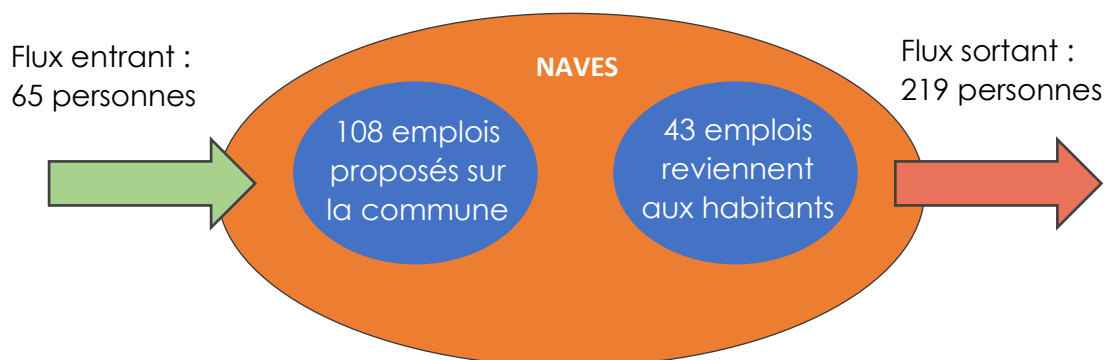 Flux entrant :
65 personnes
NAVES
108 emplois
proposés sur
la commune
43 emplois
reviennent
aux habitants
Flux sortant :
219 personnes